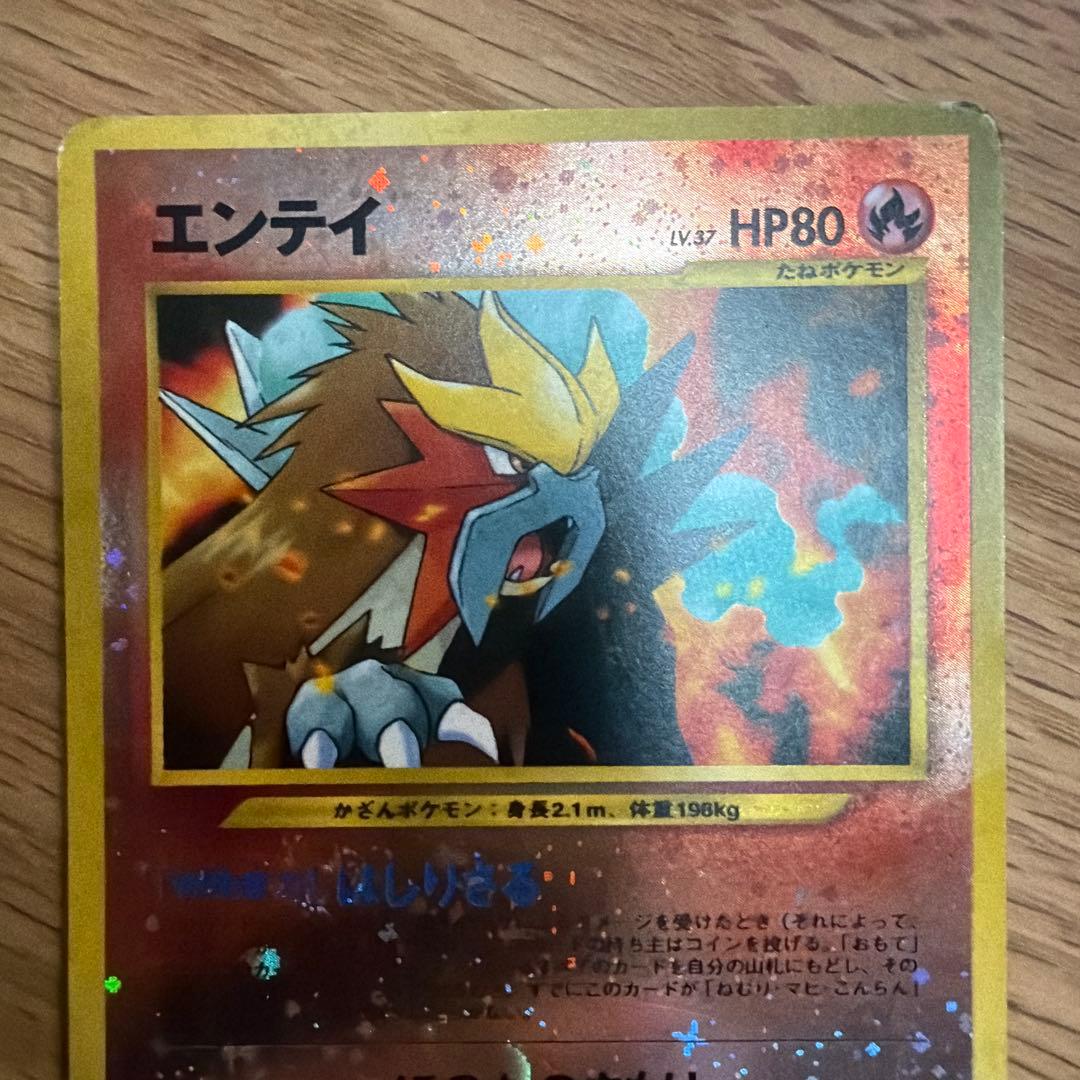 エンテイ
LV.37 HP80
たねポケモン
かざんポケモン：身長2.1m、体重198kg
はしりさる
ジを受けたとき（それによって、
の持ち主はコインを投げる。「おもて」
のカードを自分の山札にもどし、その
すでにこのカードが「ねむり・マヒ・こんらん」